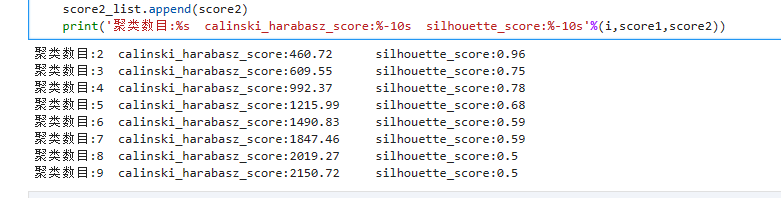 score2_list.append(score2)
print('聚类数目:%s  calinski_harabasz_score:%-10s  silhouette_score:%-10s'%(i,score1,score2))
聚类数目:2  calinski_harabasz_score:460.72      silhouette_score:0.96
聚类数目:3  calinski_harabasz_score:609.55      silhouette_score:0.75
聚类数目:4  calinski_harabasz_score:992.37      silhouette_score:0.78
聚类数目:5  calinski_harabasz_score:1215.99     silhouette_score:0.68
聚类数目:6  calinski_harabasz_score:1490.83     silhouette_score:0.59
聚类数目:7  calinski_harabasz_score:1847.46     silhouette_score:0.59
聚类数目:8  calinski_harabasz_score:2019.27     silhouette_score:0.5
聚类数目:9  calinski_harabasz_score:2150.72     silhouette_score:0.5